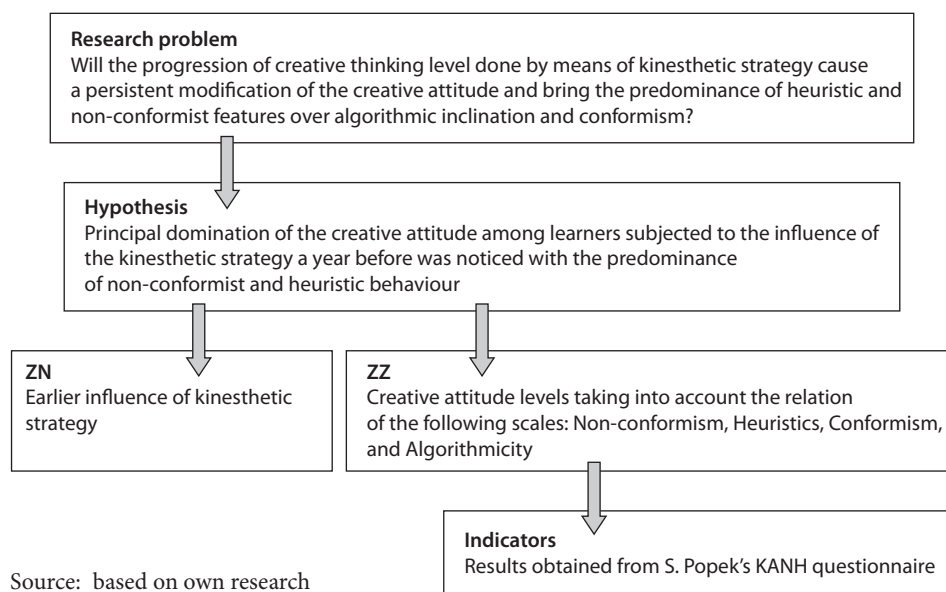 Research problem
Will the progression of creative thinking level done by means of kinesthetic strategy cause
a persistent modification of the creative attitude and bring the predominance of heuristic and
non-conformist features over algorithmic inclination and conformism?
Hypothesis
Principal domination of the creative attitude among learners subjected to the influence of
the kinesthetic strategy a year before was noticed with the predominance
of non-conformist and heuristic behaviour
ZN
Earlier influence of kinesthetic
strategy
ZZ
Creative attitude levels taking into account the relation
of the following scales: Non-conformism, Heuristics, Conformism,
and Algorithmicity
Indicators
Results obtained from S. Popek's KANH questionnaire
Source: based on own research